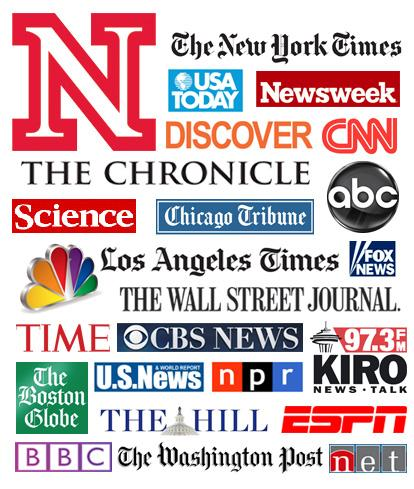 N
The New York Times
USA
TODAY
Newsweek
DISCOVER
CNN
THE CHRONICLE
abc
Science
Chicago Tribune
Los Angeles Times
FOX
NEWS
THE WALL STREET JOURNAL.
TIME
CBS NEWS
97.3 FM
KIRO
NEWS · TALK
The
Boston
Globe
U.S.News
& WORLD REPORT
n p r
THE HILL
ESPN
BBC
The Washington Post
net